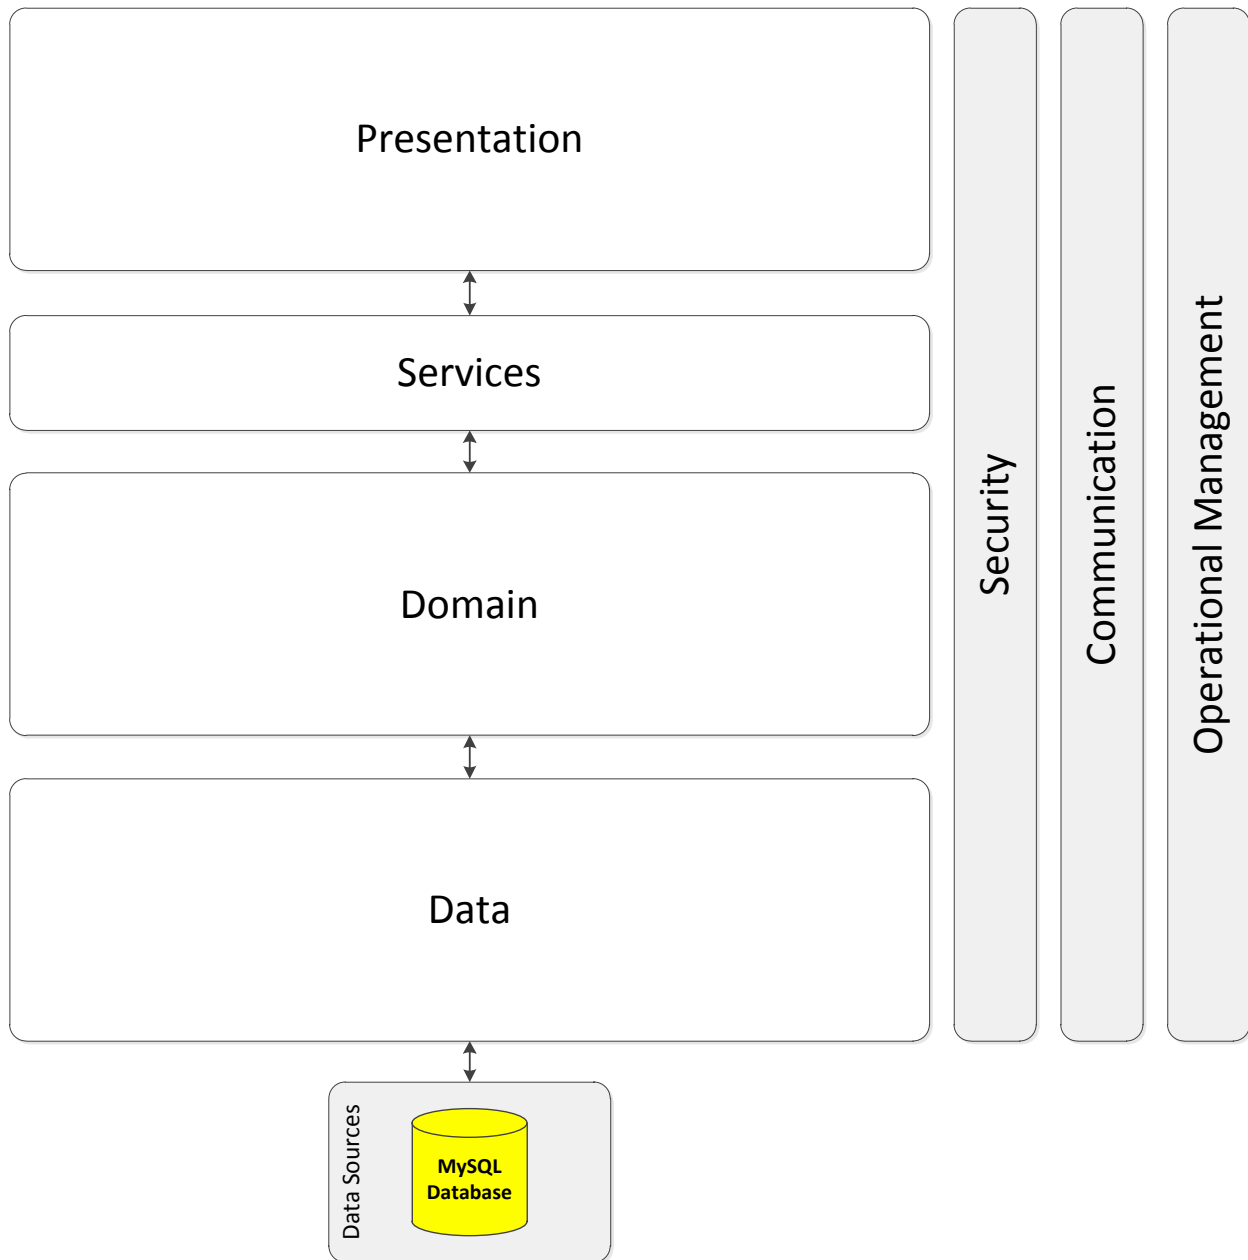 Presentation
Services
Domain
Data
Security
Communication
Operational Management
Data Sources
MySQL
Database